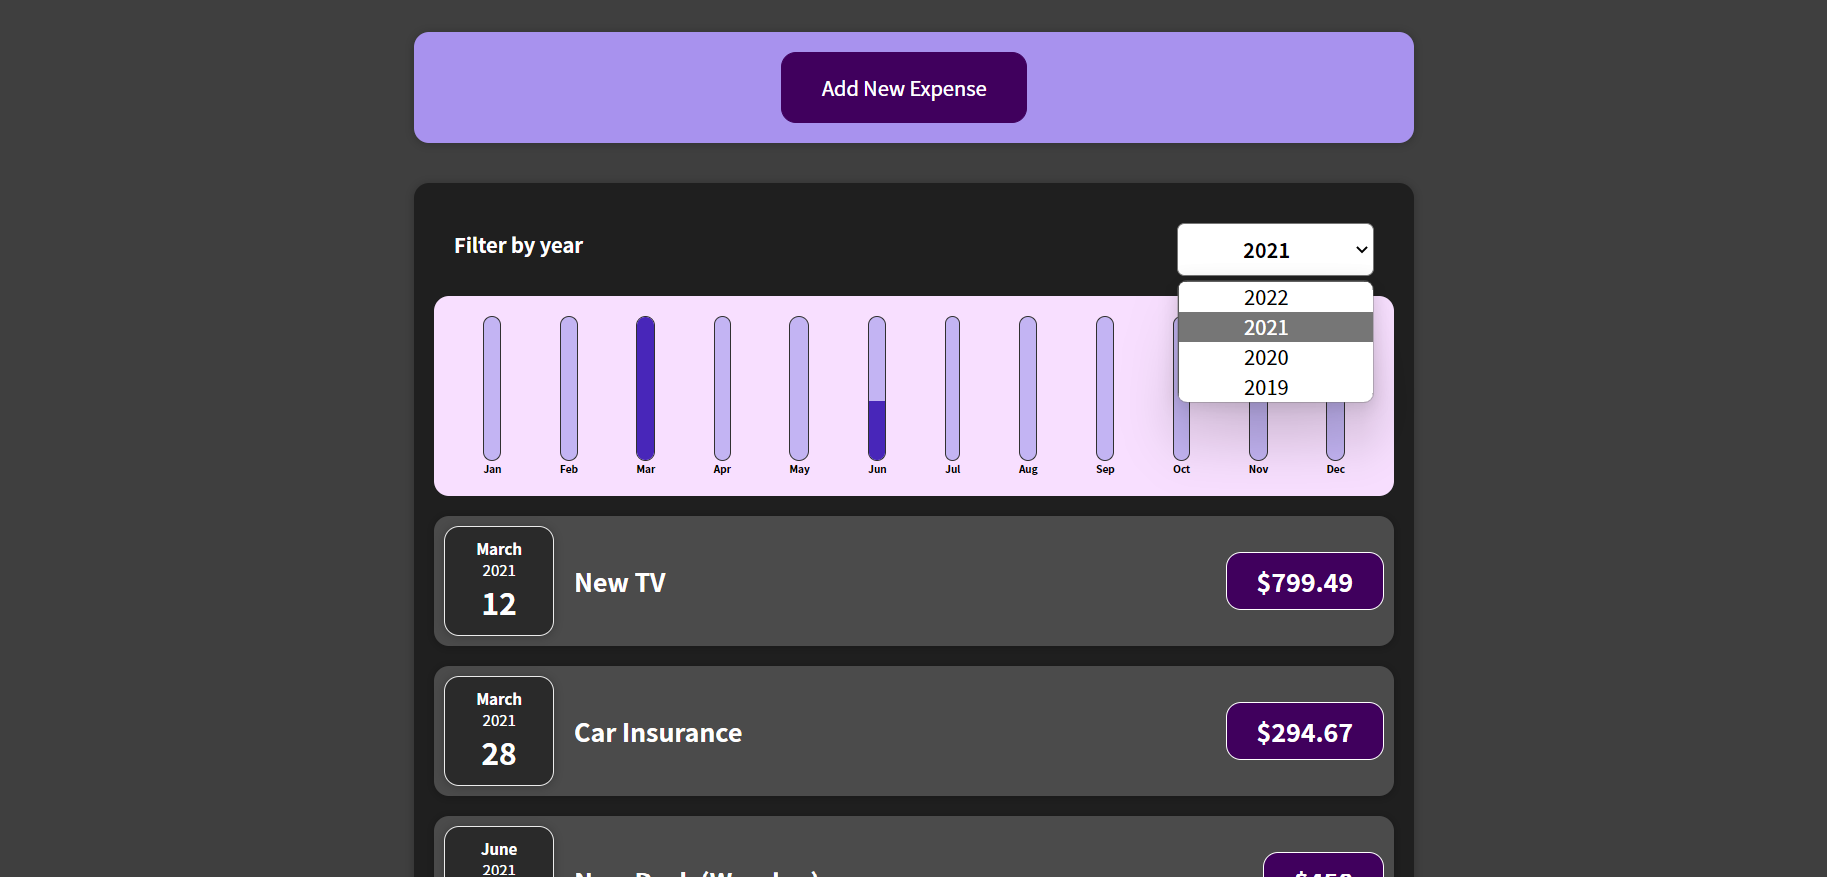 Add New Expense
Filter by year
2021
2022
2021
2020
2019
Jan Feb Mar Apr May Jun Jul Aug Sep Oct Nov Dec
March
2021
12
New TV
$799.49
March
2021
28
Car Insurance
$294.67
June
2021